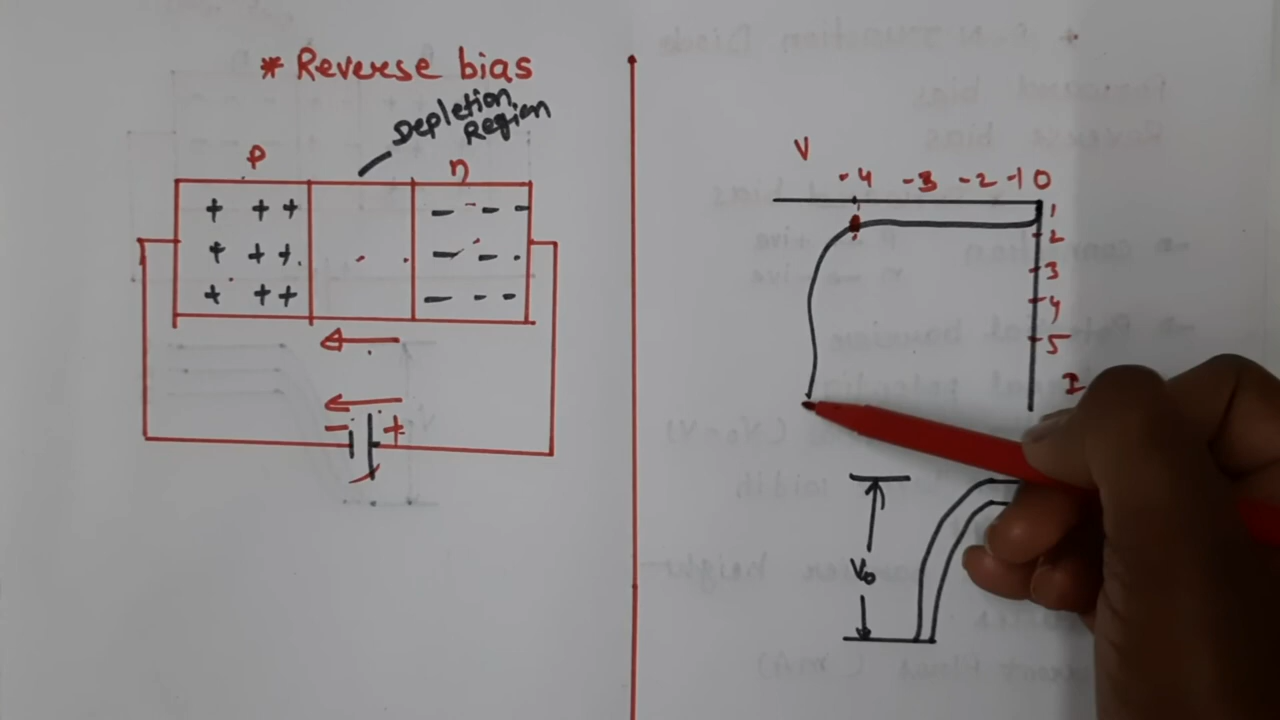 * Reverse bias
Depletion
Region
P n
+ + + - - -
+ + + - - -
+ + + - - -
- +
V
-4 -3 -2 -1 0
1
2
3
4
5
I
V₀